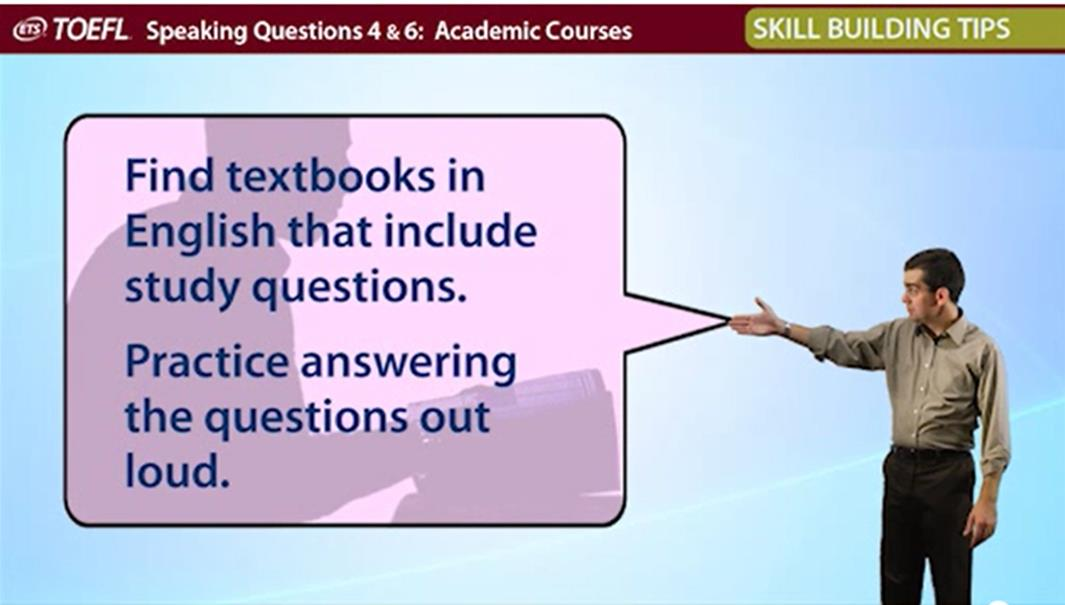 ETS TOEFL Speaking Questions 4 & 6: Academic Courses
SKILL BUILDING TIPS
Find textbooks in
English that include
study questions.
Practice answering
the questions out
loud.